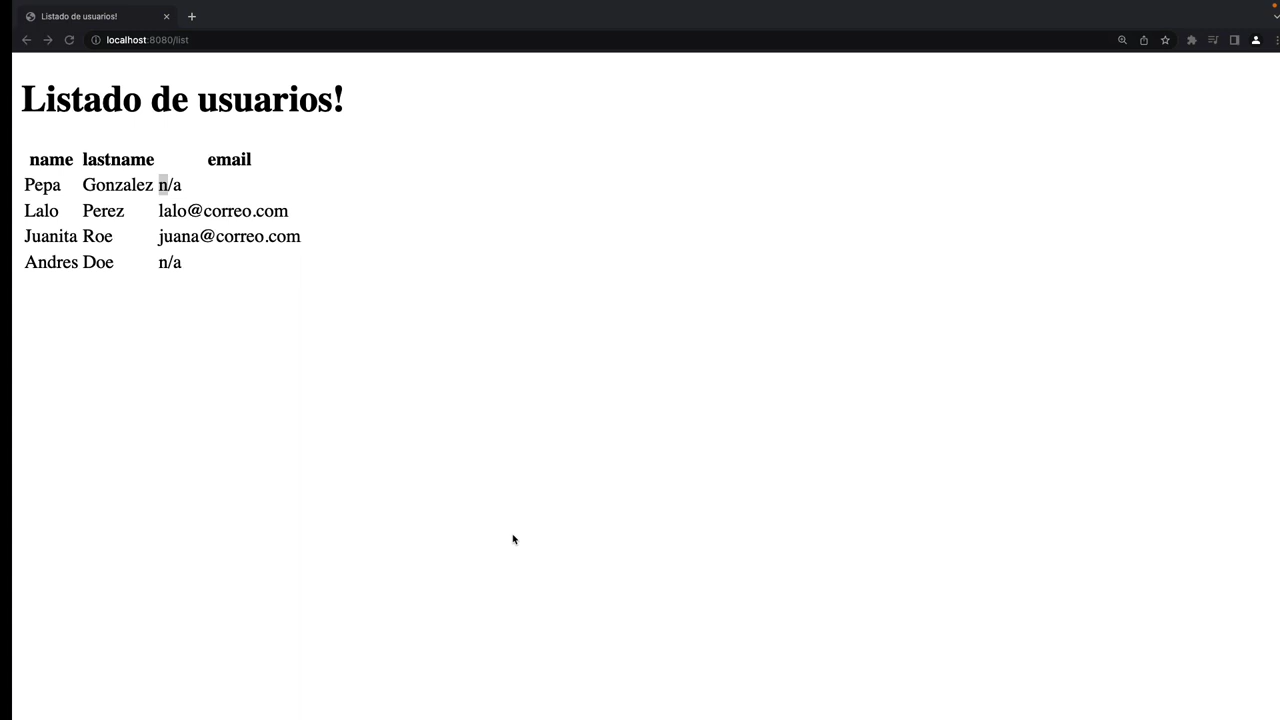 Listado de usuarios!
localhost:8080/list
Listado de usuarios!
name lastname email
Pepa Gonzalez n/a
Lalo Perez lalo@correo.com
Juanita Roe juana@correo.com
Andres Doe n/a